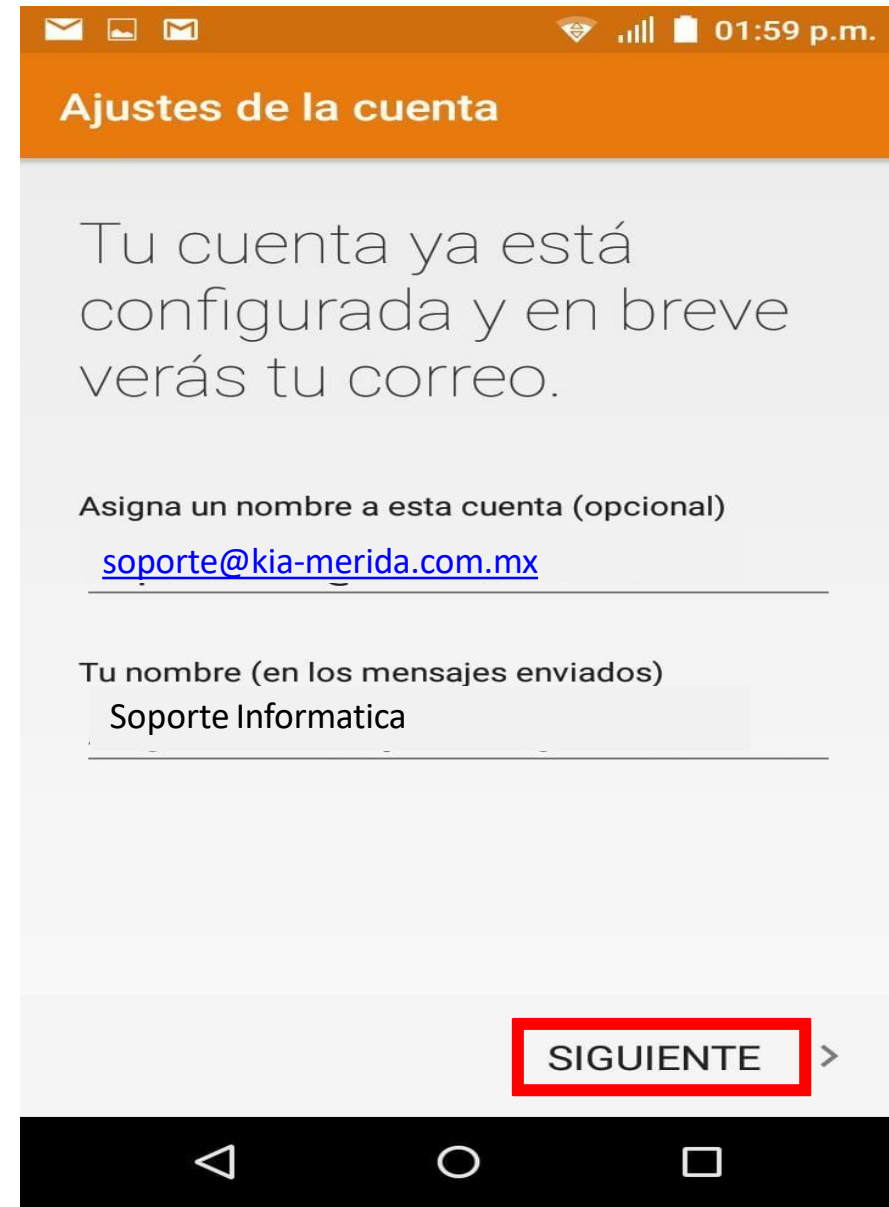 01:59 p.m.
Ajustes de la cuenta
Tu cuenta ya está
configurada y en breve
verás tu correo.
Asigna un nombre a esta cuenta (opcional)
soporte@kia-merida.com.mx
Tu nombre (en los mensajes enviados)
Soporte Informatica
SIGUIENTE >